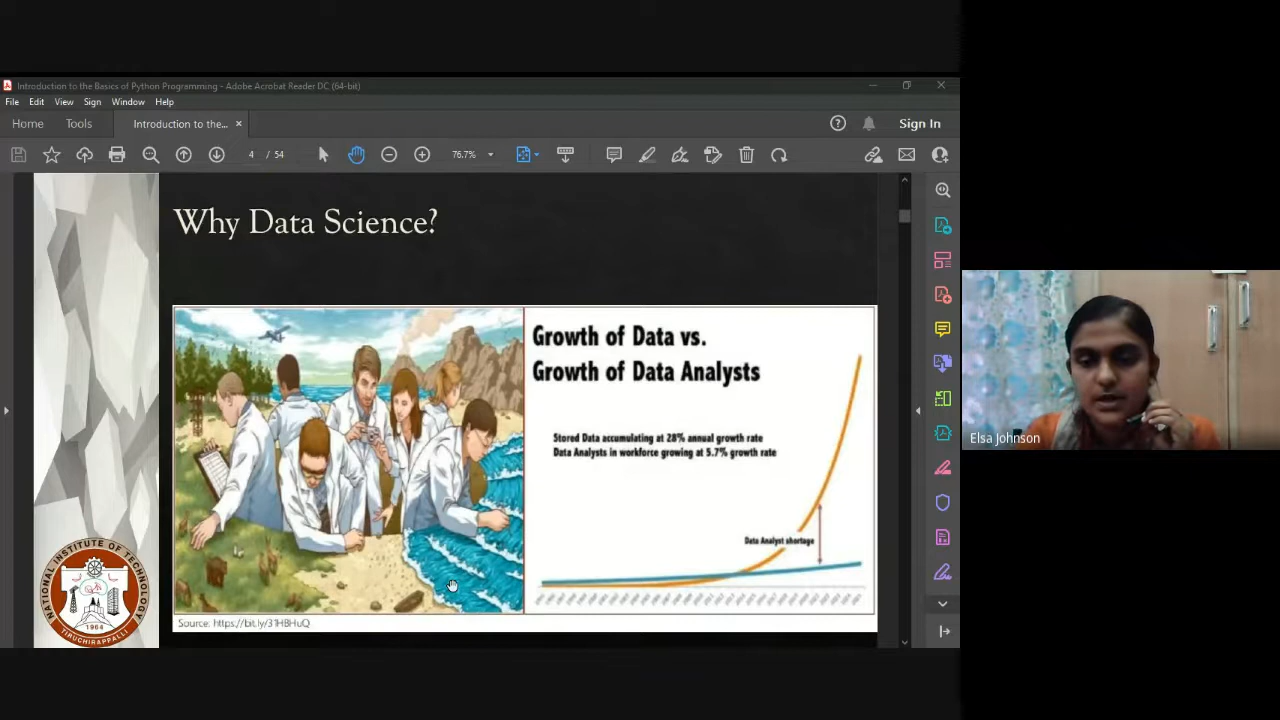 Introduction to the Basics of Python Programming - Adobe Acrobat Reader DC (64-bit)
File Edit View Sign Window Help
Home Tools Introduction to the... ×
Sign In
4 / 54
76.7%
Why Data Science?
Growth of Data vs.
Growth of Data Analysts
Stored Data accumulating at 28% annual growth rate
Data Analysts in workforce growing at 5.7% growth rate
Data Analyst shortage
Source: https://bit.ly/31HBHuQ
NATIONAL INSTITUTE OF TECHNOLOGY
1964
TIRUCHIRAPPALLI
Elsa Johnson